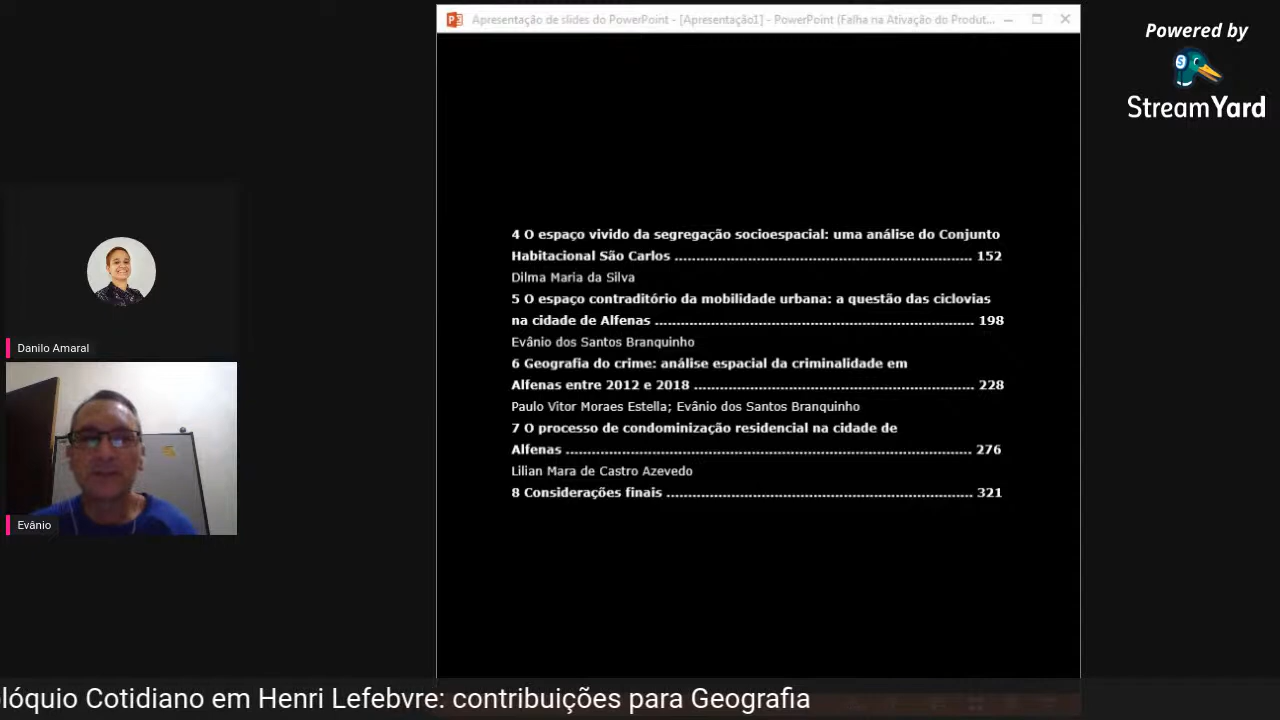 Apresentação de slides do PowerPoint - [Apresentação1] - PowerPoint (Falha na Ativação do Produt...
Powered by
StreamYard
4 O espaço vivido da segregação socioespacial: uma análise do Conjunto
Habitacional São Carlos ........................................................................ 152
Dilma Maria da Silva
5 O espaço contraditório da mobilidade urbana: a questão das ciclovias
na cidade de Alfenas ............................................................................. 198
Evânio dos Santos Branquinho
6 Geografia do crime: análise espacial da criminalidade em
Alfenas entre 2012 e 2018 .................................................................... 228
Paulo Vitor Moraes Estella; Evânio dos Santos Branquinho
7 O processo de condominização residencial na cidade de
Alfenas .................................................................................................. 276
Lilian Mara de Castro Azevedo
8 Considerações finais .......................................................................... 321
Danilo Amaral
Evânio
lóquio Cotidiano em Henri Lefebvre: contribuições para Geografia